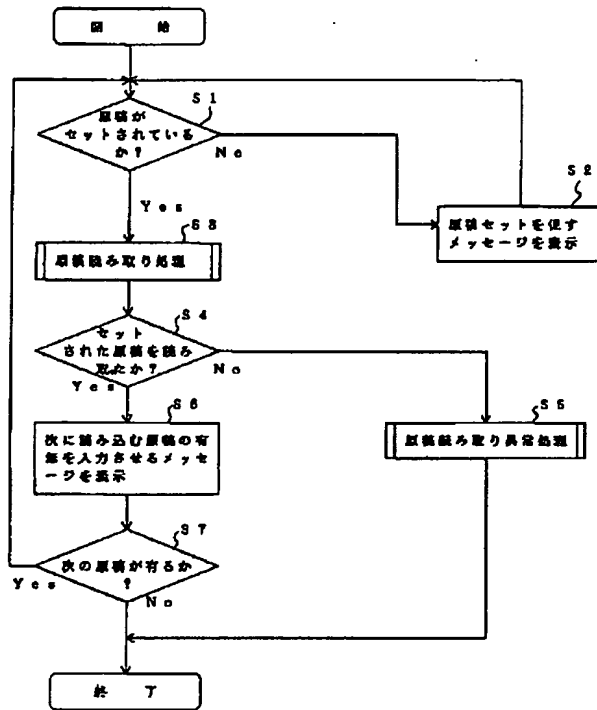 開 始
S1
原稿が
セットされている
か?
No
Yes
S2
原稿セットを促す
メッセージを表示
S3
原稿読み取り処理
S4
セット
された原稿を読み
取たか?
Yes
No
S6
次に読み込む原稿の有
無を入力させるメッセ
ージを表示
S5
原稿読み取り異常処理
S7
次の原稿が有るか
?
Yes
No
終 了